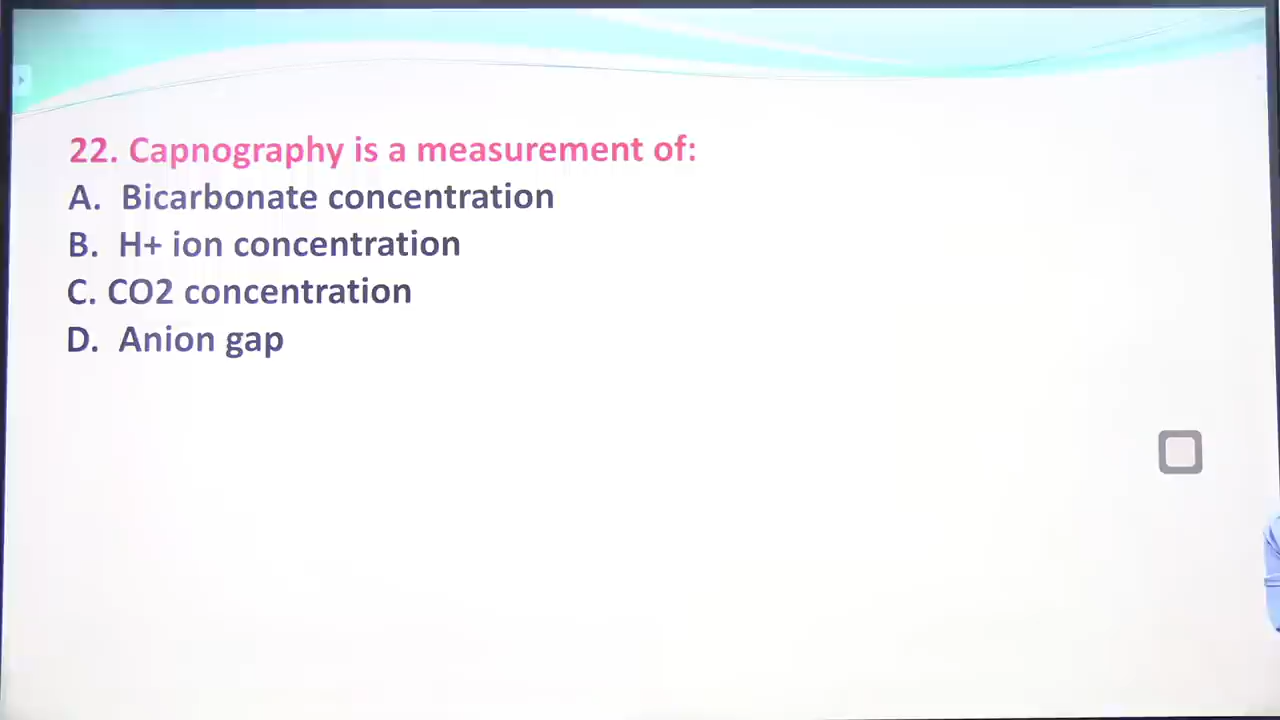 22. Capnography is a measurement of:
A. Bicarbonate concentration
B. H+ ion concentration
C. CO2 concentration
D. Anion gap